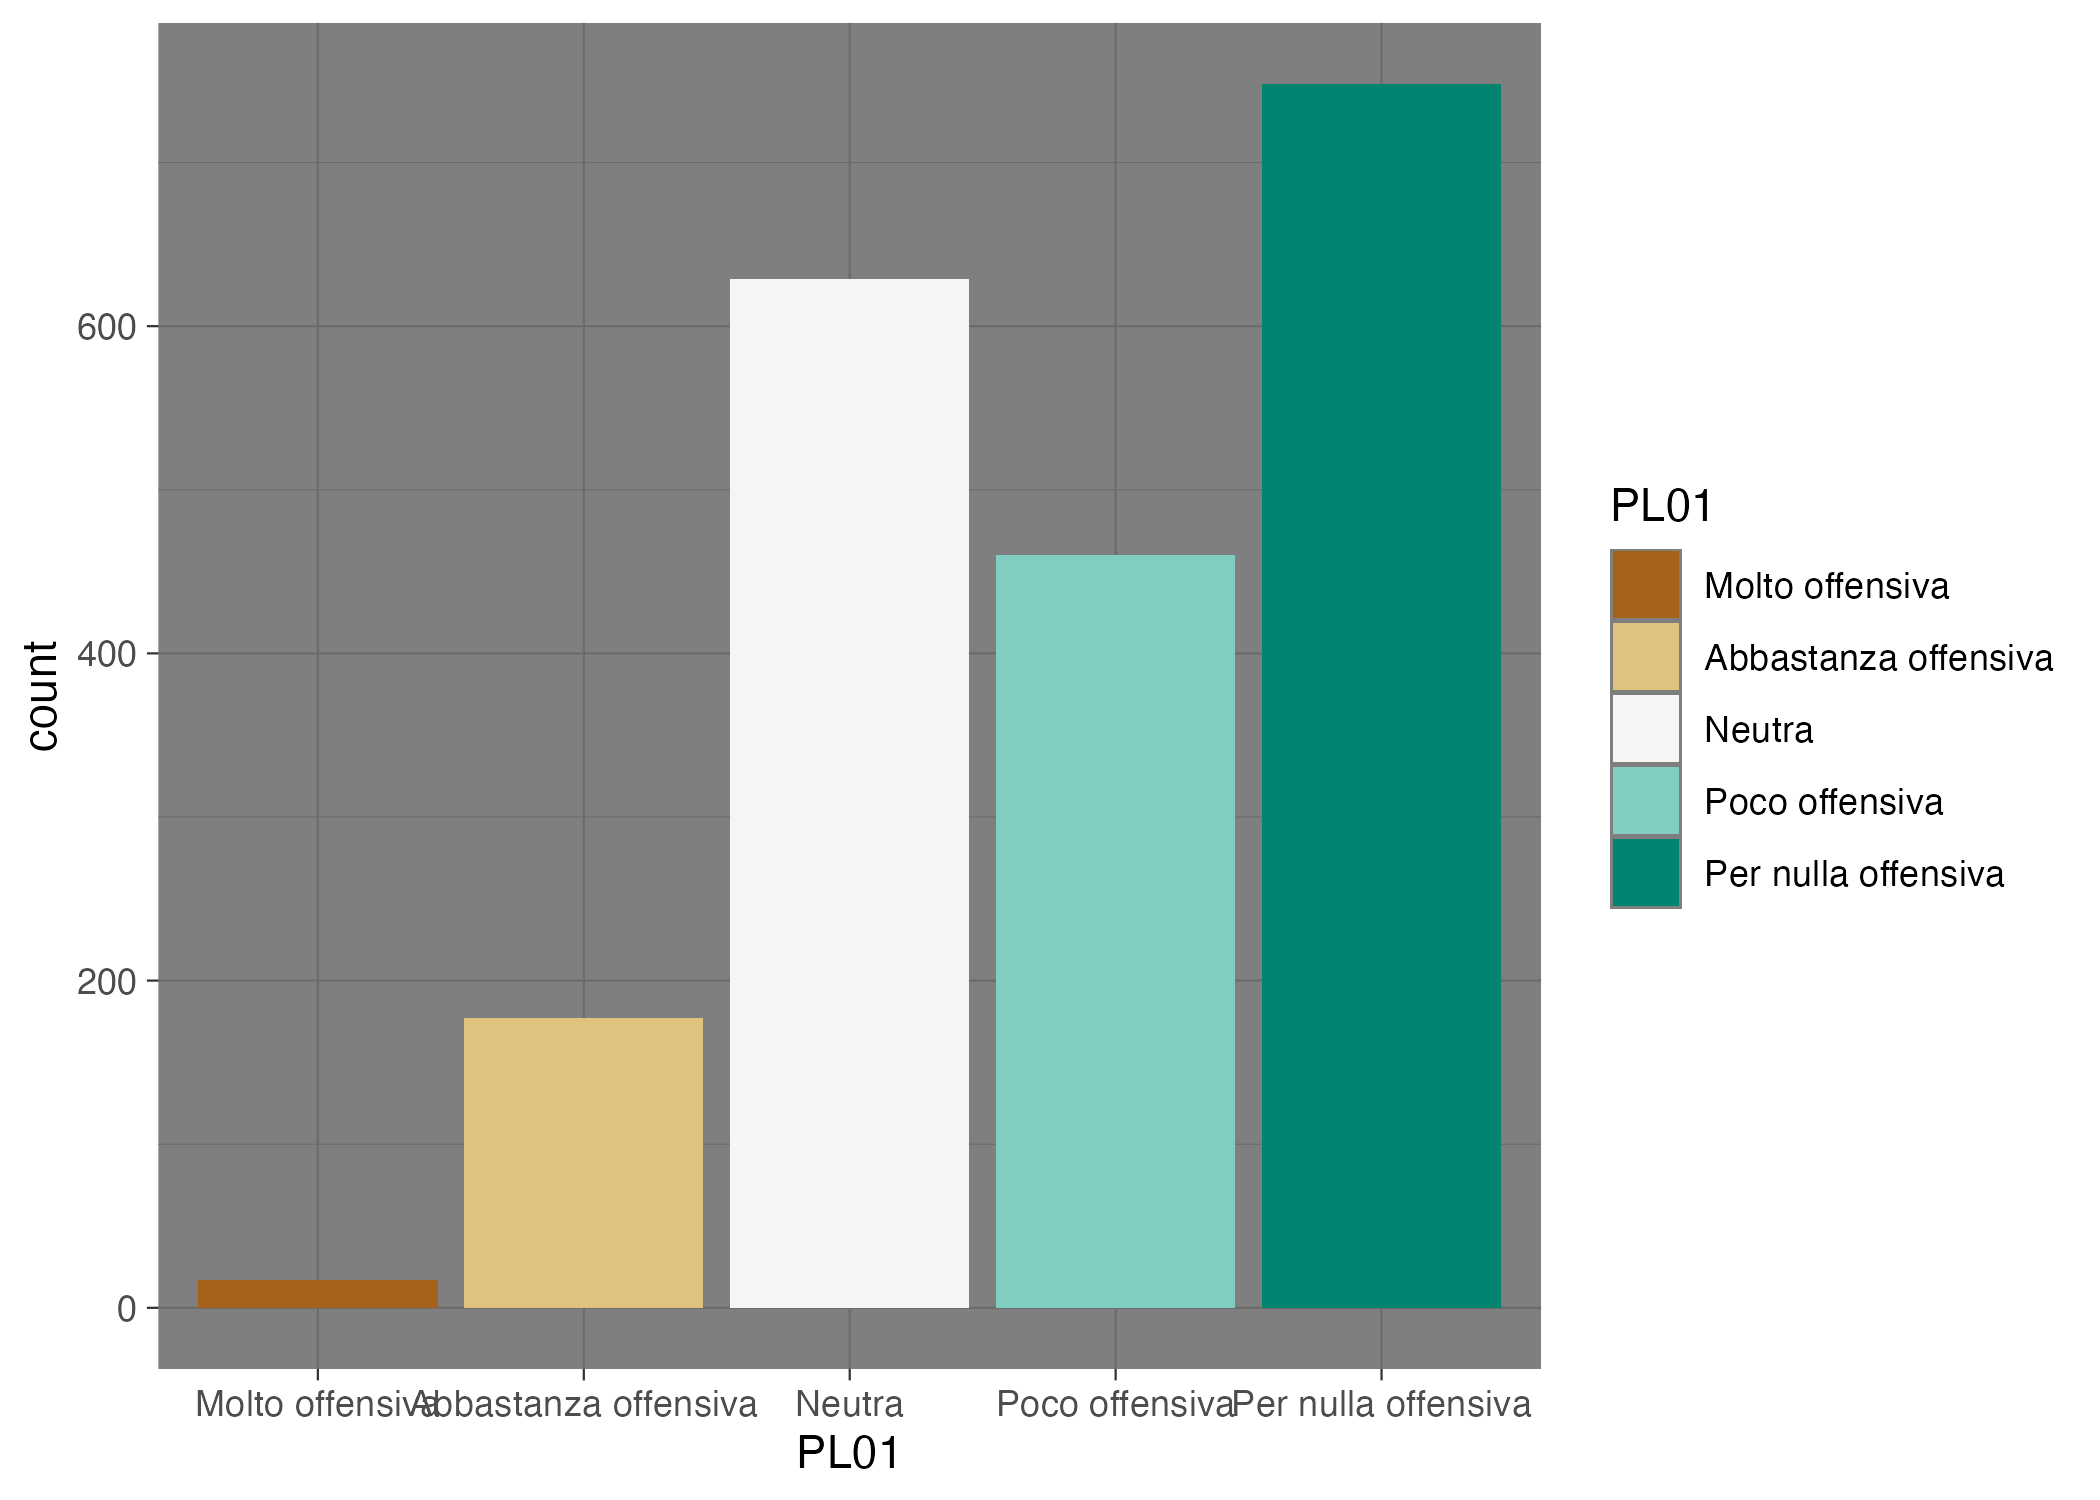 600
400
200
0
count
Molto offensiva
Abbastanza offensiva
Neutra
Poco offensiva
Per nulla offensiva
PL01
PL01
Molto offensiva
Abbastanza offensiva
Neutra
Poco offensiva
Per nulla offensiva